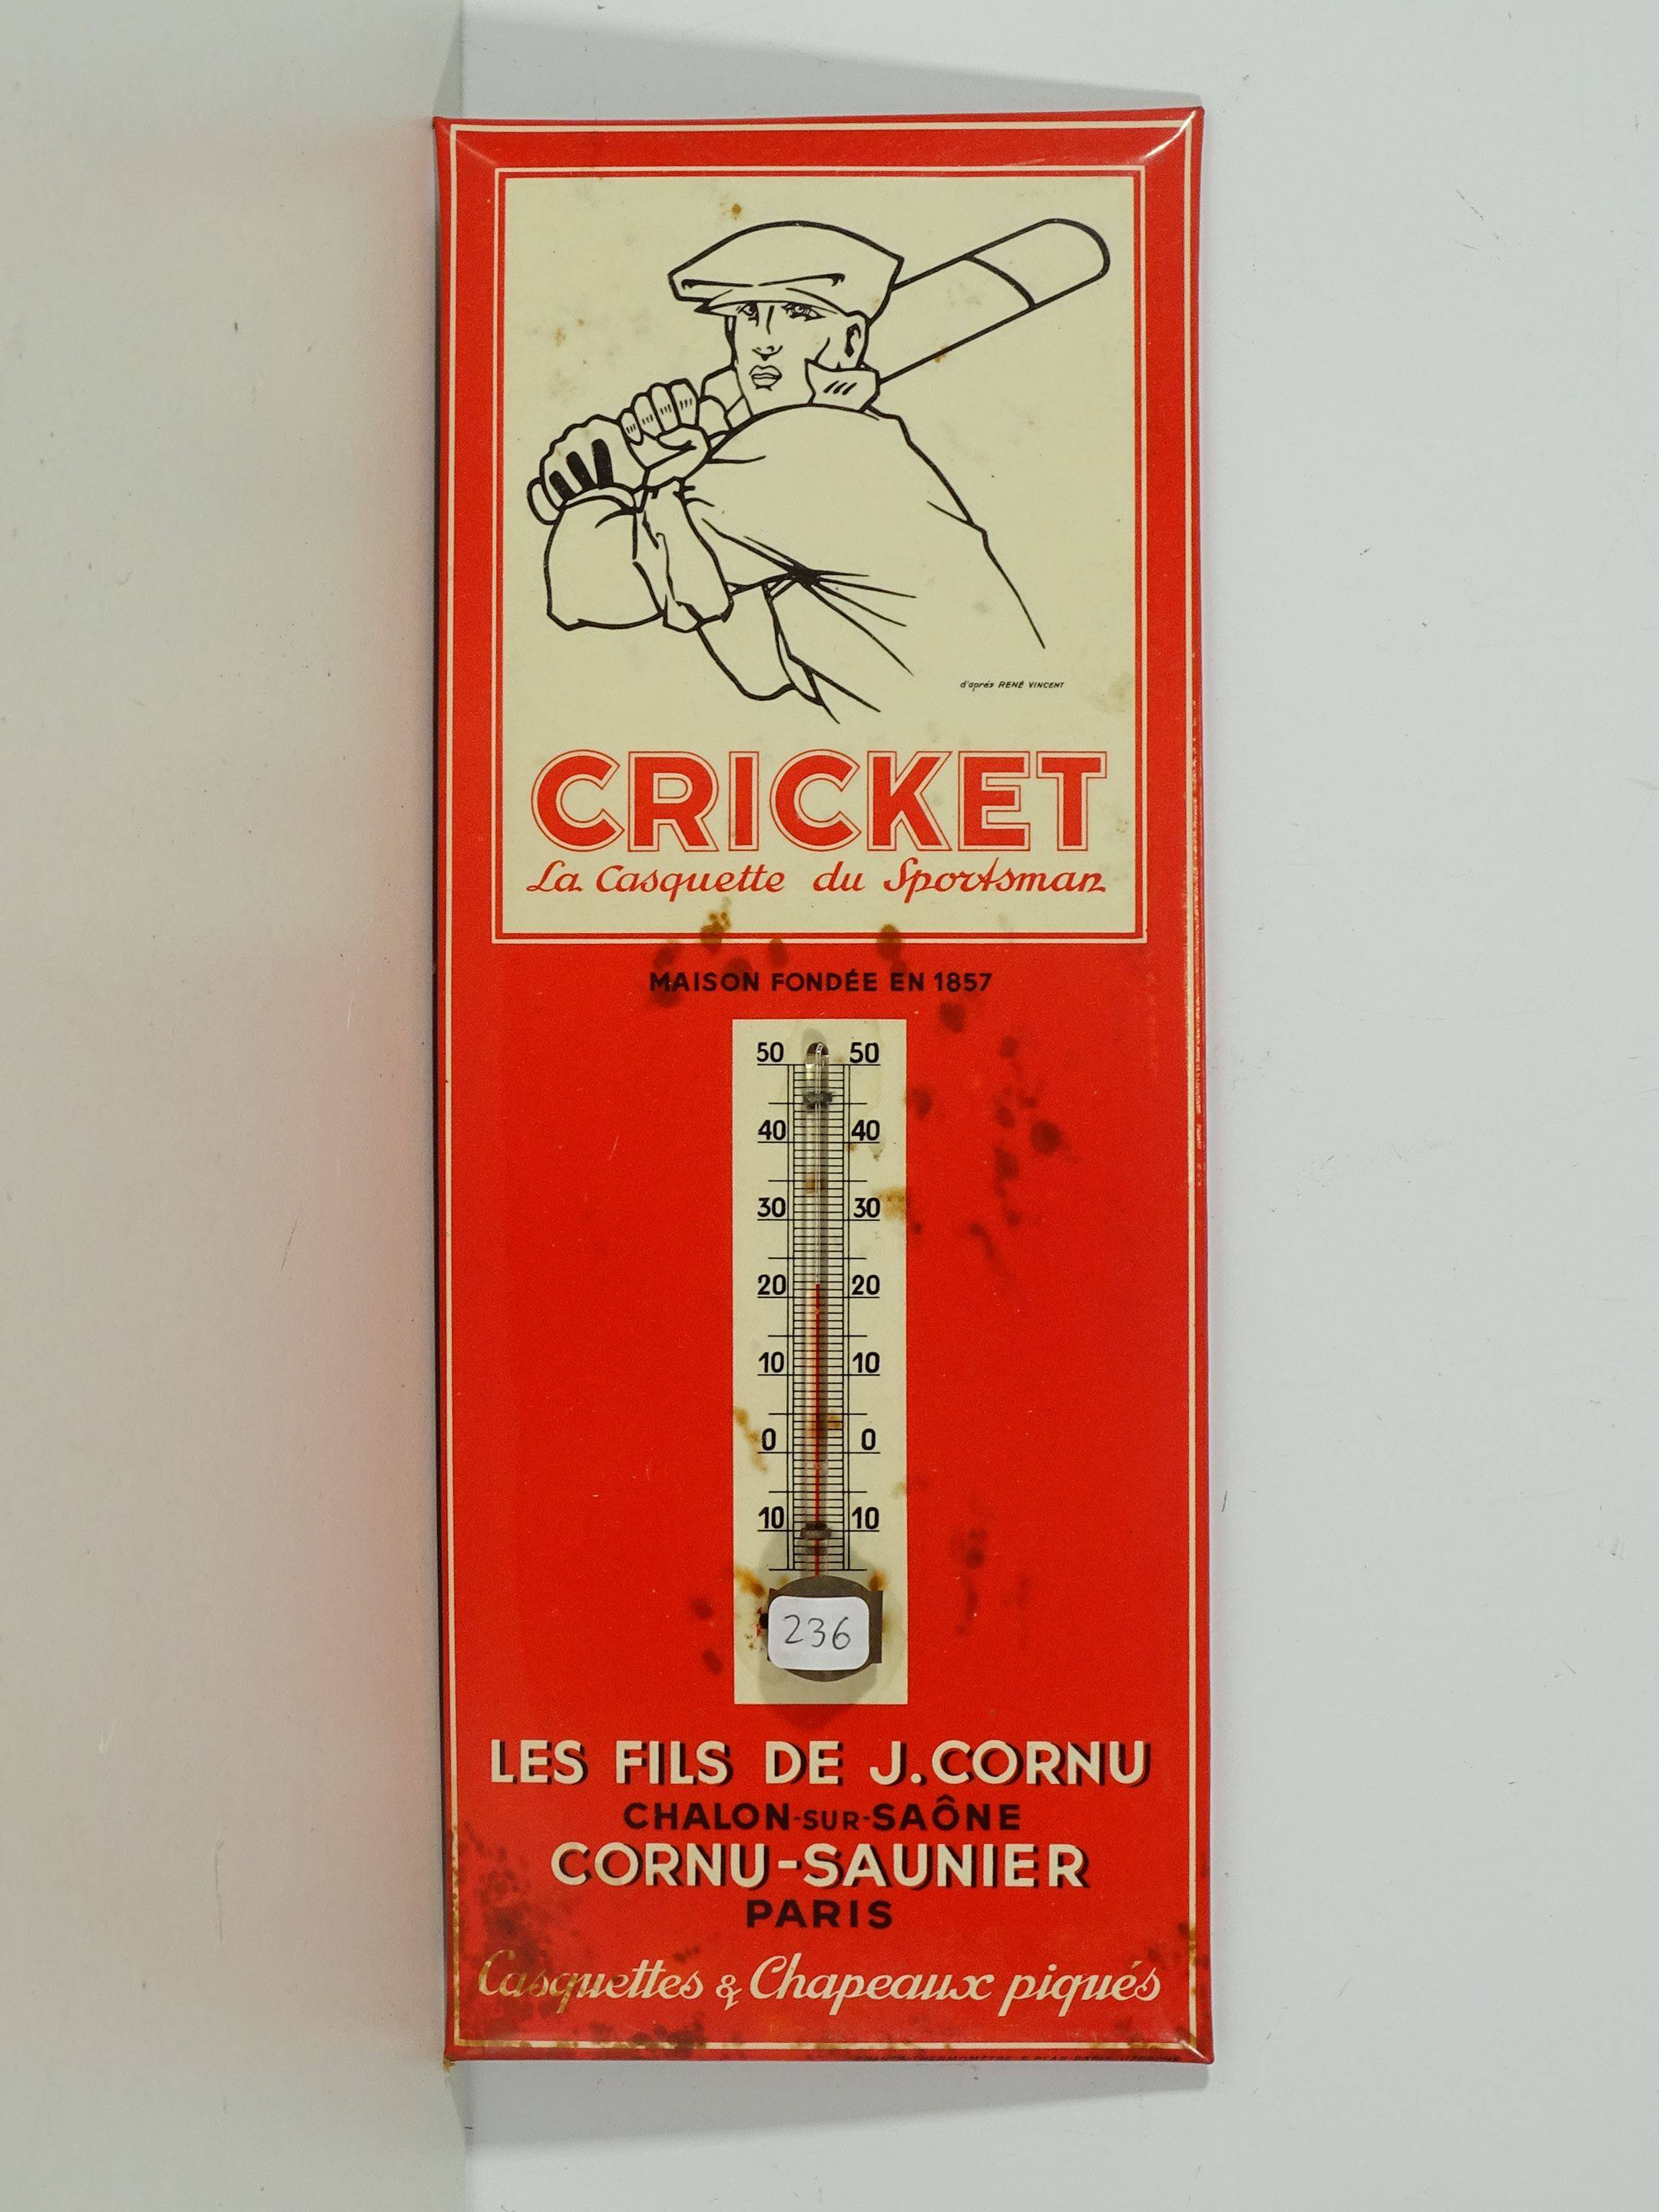 d'après RENÉ VINCENT
CRICKET
La Casquette du Sportsman
MAISON FONDÉE EN 1857
50 50
40 40
30 30
20 20
10 10
0 0
10 10
236
LES FILS DE J. CORNU
CHALON-SUR-SAÔNE
CORNU-SAUNIER
PARIS
Casquettes & Chapeaux piqués